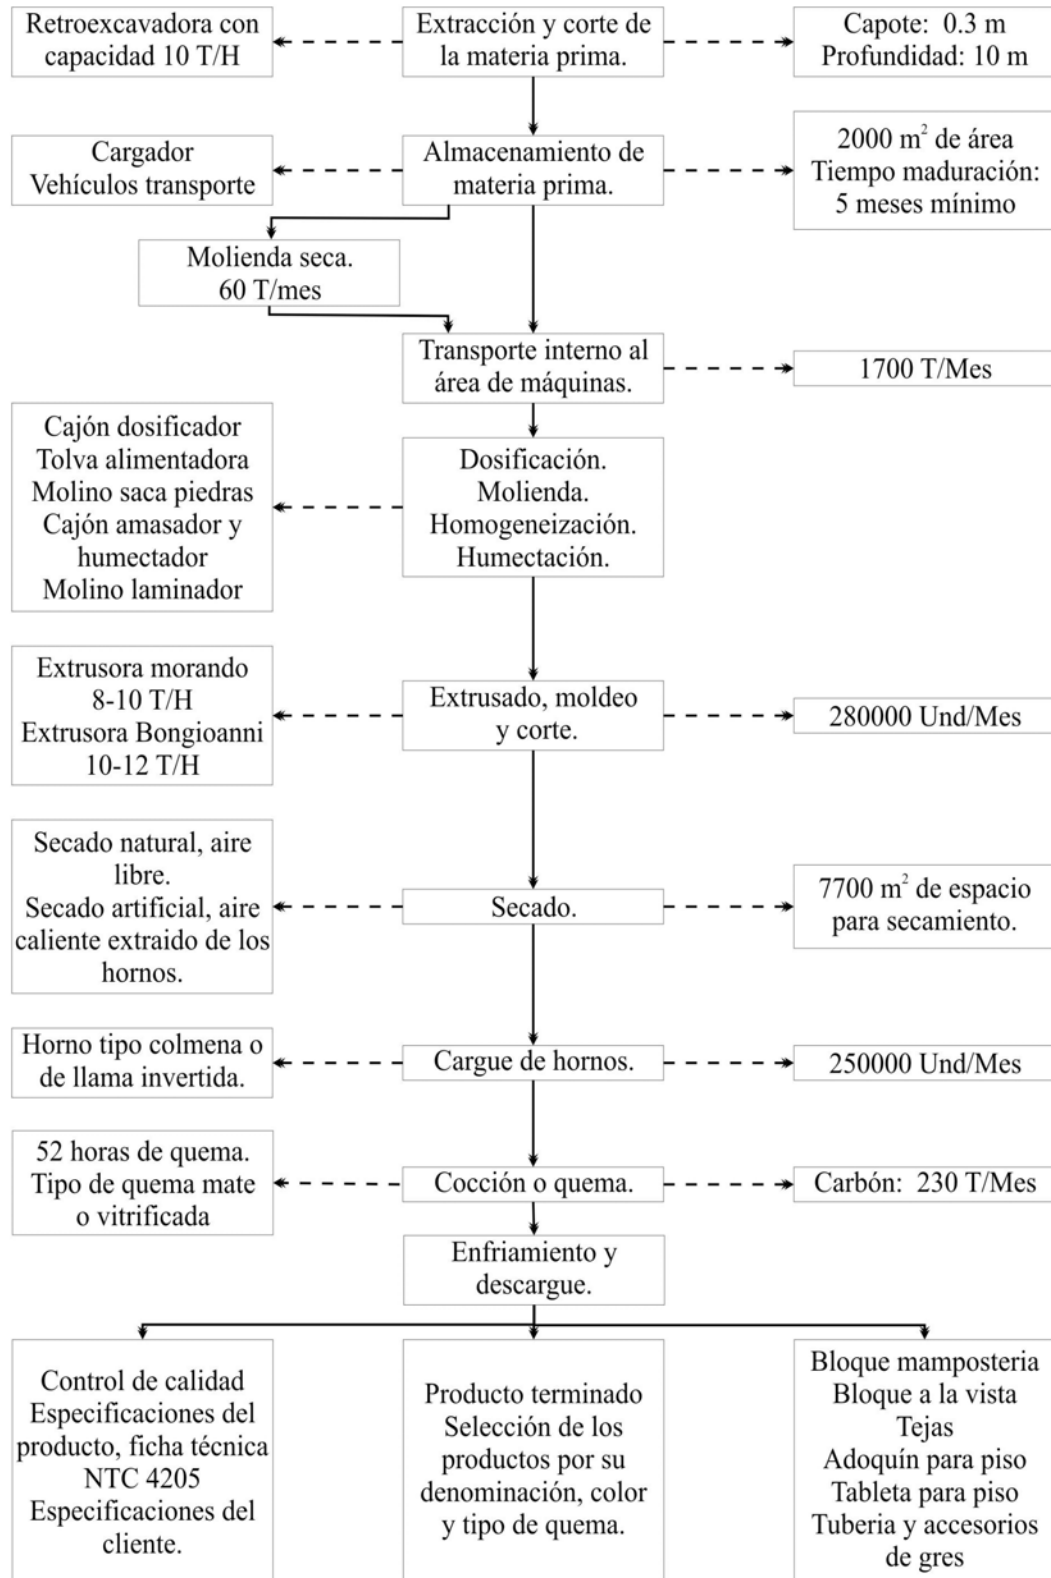 Retroexcavadora con
capacidad 10 T/H
Extracción y corte de
la materia prima.
Capote: 0.3 m
Profundidad: 10 m
Cargador
Vehículos transporte
Almacenamiento de
materia prima.
2000 m² de área
Tiempo maduración:
5 meses mínimo
Molienda seca.
60 T/mes
Transporte interno al
área de máquinas.
1700 T/Mes
Cajón dosificador
Tolva alimentadora
Molino saca piedras
Cajón amasador y
humectador
Molino laminador
Dosificación.
Molienda.
Homogeneización.
Humectación.
Extrusora morando
8-10 T/H
Extrusora Bongioanni
10-12 T/H
Extrusado, moldeo
y corte.
280000 Und/Mes
Secado natural, aire
libre.
Secado artificial, aire
caliente extraido de los
hornos.
Secado.
7700 m² de espacio
para secamiento.
Horno tipo colmena o
de llama invertida.
Cargue de hornos.
250000 Und/Mes
52 horas de quema.
Tipo de quema mate
o vitrificada
Cocción o quema.
Carbón: 230 T/Mes
Enfriamiento y
descargue.
Control de calidad
Especificaciones del
producto, ficha técnica
NTC 4205
Especificaciones del
cliente.
Producto terminado
Selección de los
productos por su
denominación, color
y tipo de quema.
Bloque mamposteria
Bloque a la vista
Tejas
Adoquín para piso
Tableta para piso
Tuberia y accesorios
de gres